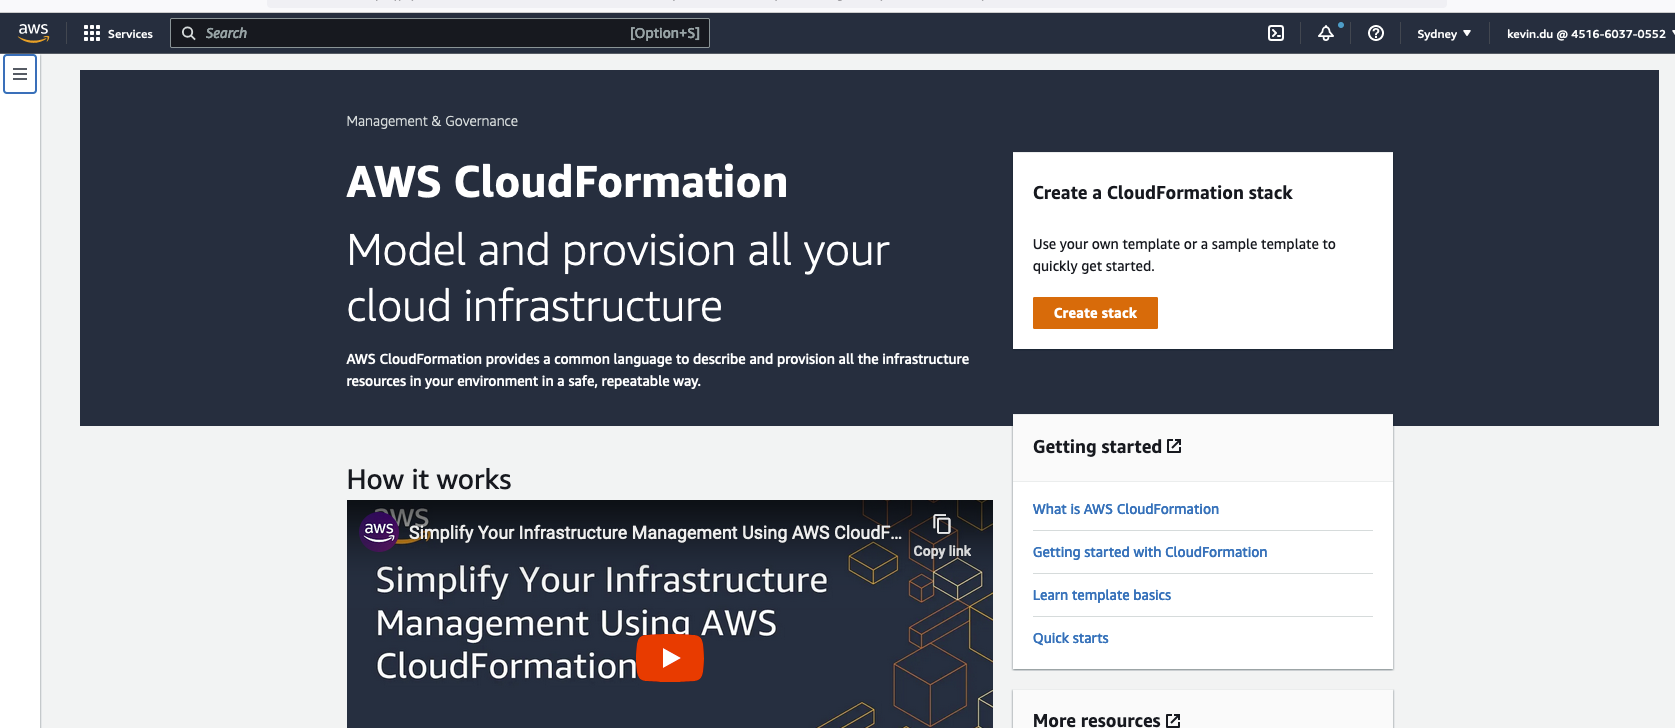 aws
Services
Search
[Option+S]
Sydney
kevin.du @ 4516-6037-0552
Management & Governance
AWS CloudFormation
Model and provision all your
cloud infrastructure
AWS CloudFormation provides a common language to describe and provision all the infrastructure
resources in your environment in a safe, repeatable way.
Create a CloudFormation stack
Use your own template or a sample template to
quickly get started.
Create stack
How it works
aws
aws
Simplify Your Infrastructure Management Using AWS CloudF...
Copy link
Simplify Your Infrastructure
Management Using AWS
CloudFormation
Getting started
What is AWS CloudFormation
Getting started with CloudFormation
Learn template basics
Quick starts
More resources